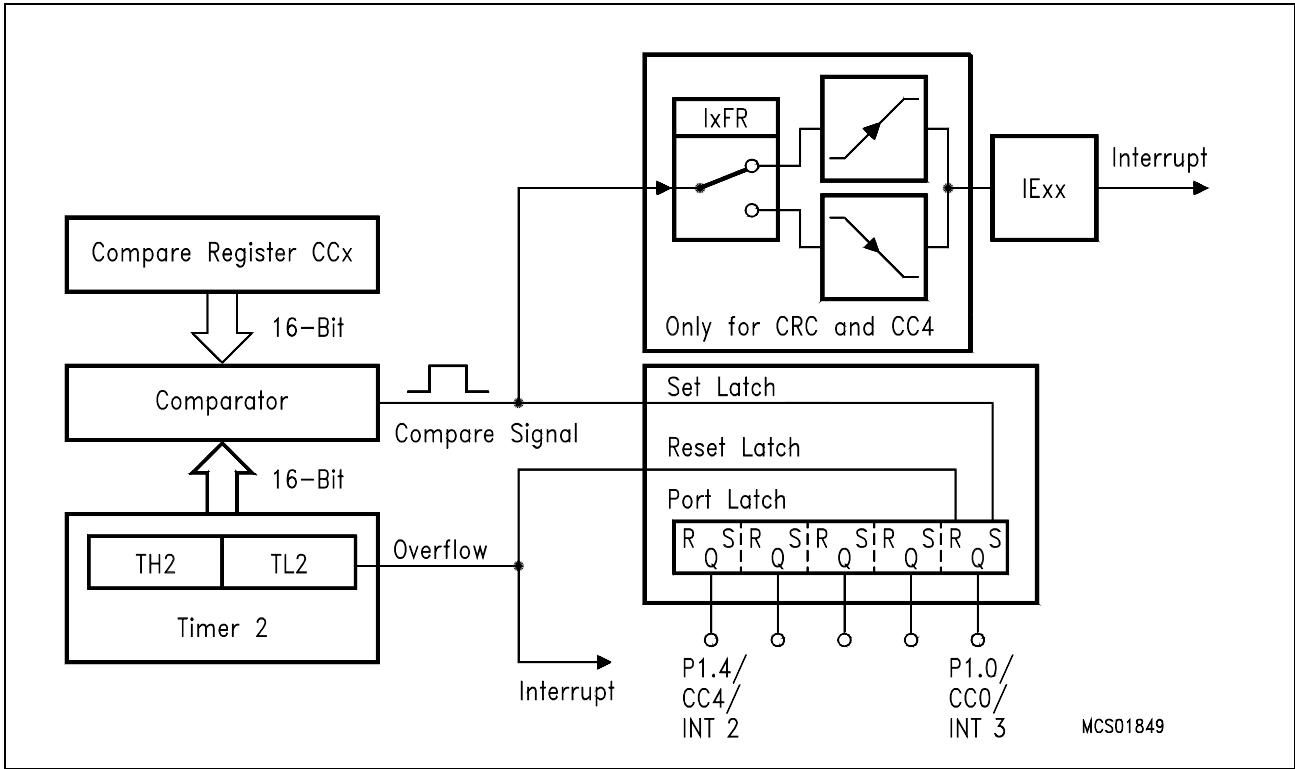 IxFR
Interrupt
IExx
Compare Register CCx
16-Bit
Only for CRC and CC4
Comparator
Set Latch
Compare Signal
Reset Latch
16-Bit
Port Latch
TH2
TL2
Overflow
R S R S R S R S R S
Q Q Q Q Q
Timer 2
Interrupt
P1.4/
CC4/
INT 2
P1.0/
CC0/
INT 3
MCS01849